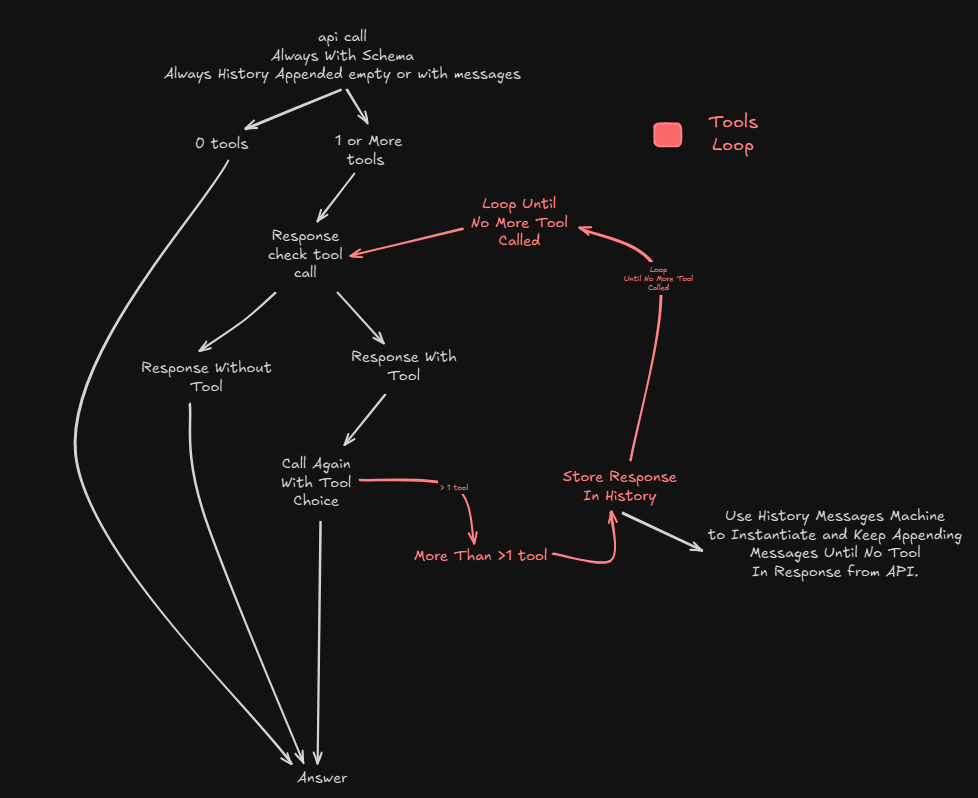 api call
Always With Schema
Always History Appended empty or with messages
0 tools
1 or More
tools
Tools
Loop
Loop Until
No More Tool
Called
Response
check tool
call
Loop
Until No More Tool
Called
Response Without
Tool
Response With
Tool
Call Again
With Tool
Choice
> 1 tool
Store Response
In History
More Than >1 tool
Use History Messages Machine
to Instantiate and Keep Appending
Messages Until No Tool
In Response from API.
Answer